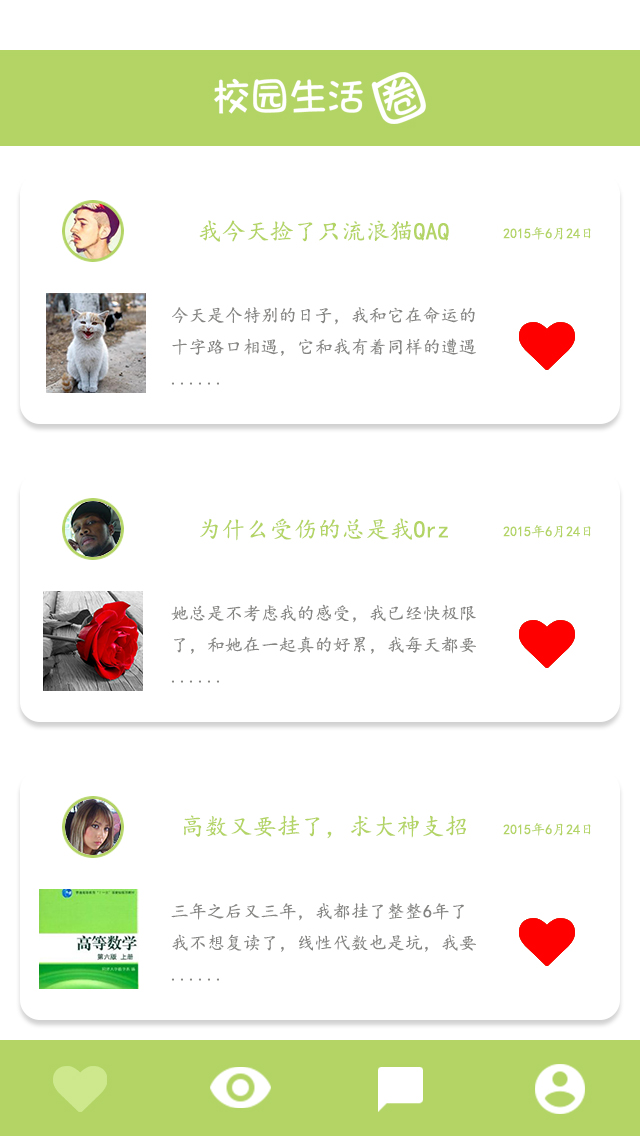 校园生活圈
我今天捡了只流浪猫QAQ
2015年6月24日
今天是个特别的日子，我和它在命运的
十字路口相遇，它和我有着同样的遭遇
......
为什么受伤的总是我Orz
2015年6月24日
她总是不考虑我的感受，我已经快极限
了，和她在一起真的好累，我每天都要
......
高数又要挂了，求大神支招
2015年6月24日
高等数学
第六版 上册
三年之后又三年，我都挂了整整6年了
我不想复读了，线性代数也是坑，我要
......